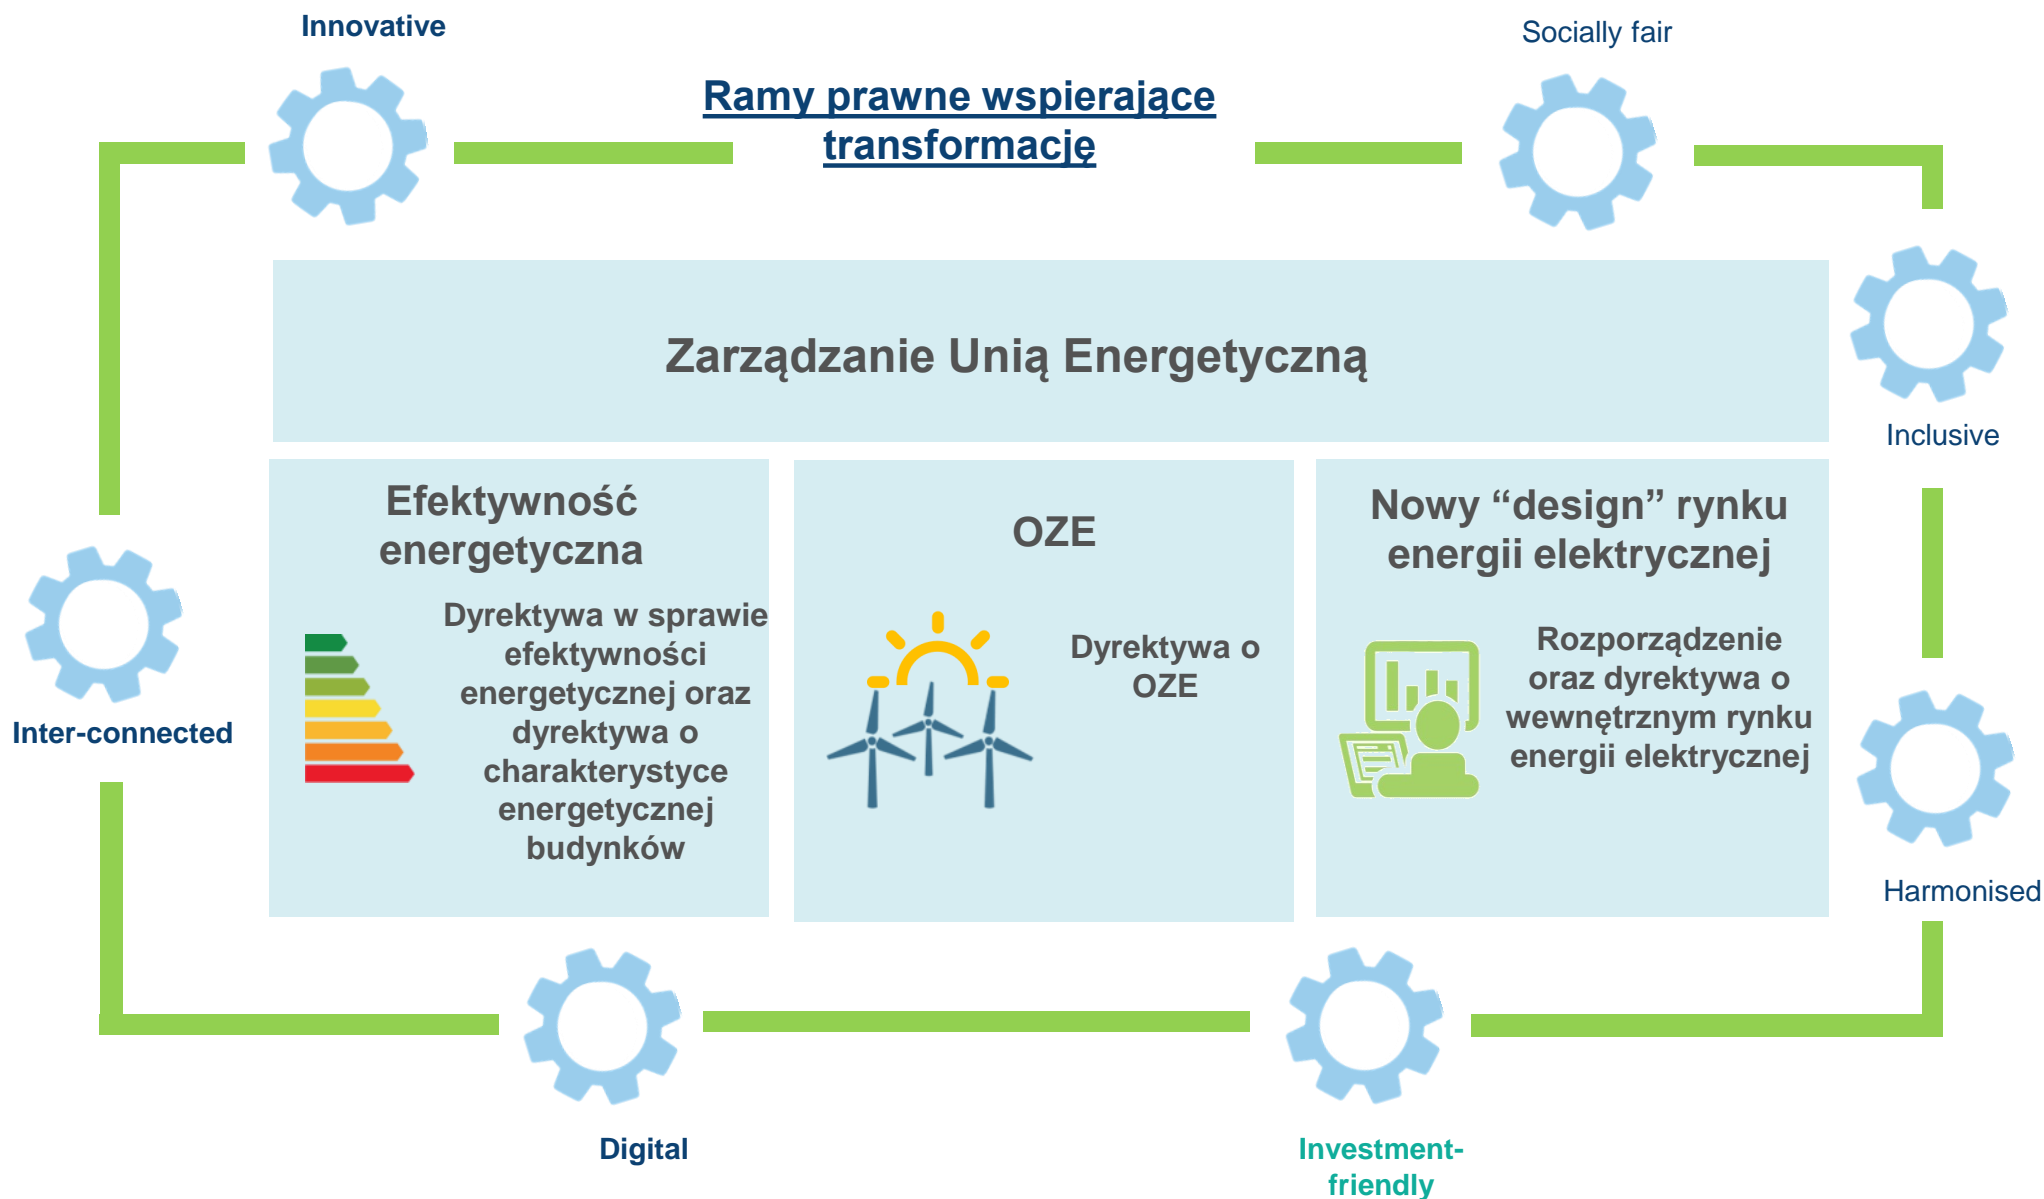 Innovative
Socially fair
Ramy prawne wspierające
transformację
Zarządzanie Unią Energetyczną
Inclusive
Efektywność
energetyczna
Dyrektywa w sprawie
efektywności
energetycznej oraz
dyrektywa o
charakterystyce
energetycznej
budynków
OZE
Dyrektywa o
OZE
Nowy “design” rynku
energii elektrycznej
Rozporządzenie
oraz dyrektywa o
wewnętrznym rynku
energii elektrycznej
Inter-connected
Harmonised
Digital
Investment-
friendly